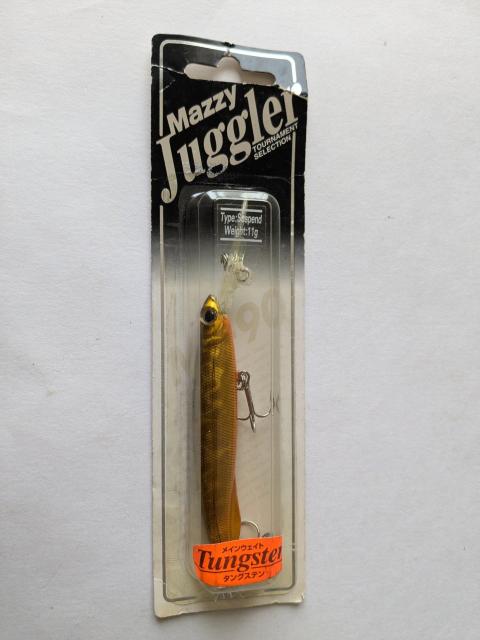 Mazzy
Juggler
TOURNAMENT
SELECTION
Type:Suspend
Weight:11g
90
メインウェイト
Tungsten
タングステン